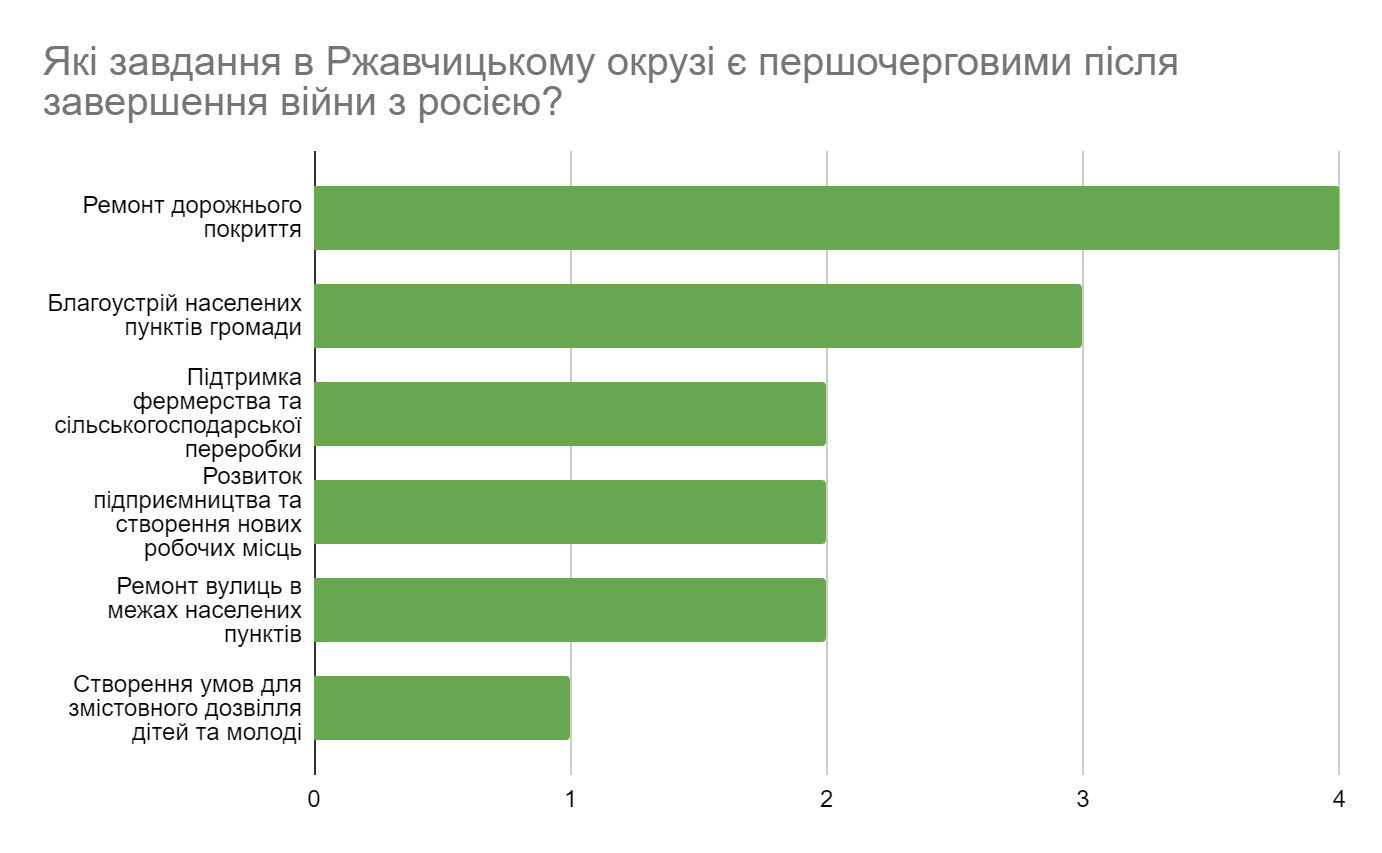 Які завдання в Ржавчицькому окрузі є першочерговими після
завершення війни з росією?
Ремонт дорожнього
покриття
Благоустрій населених
пунктів громади
Підтримка
фермерства та
сільськогосподарської
переробки
Розвиток
підприємництва та
створення нових
робочих місць
Ремонт вулиць в
межах населених
пунктів
Створення умов для
змістовного дозвілля
дітей та молоді
0 1 2 3 4